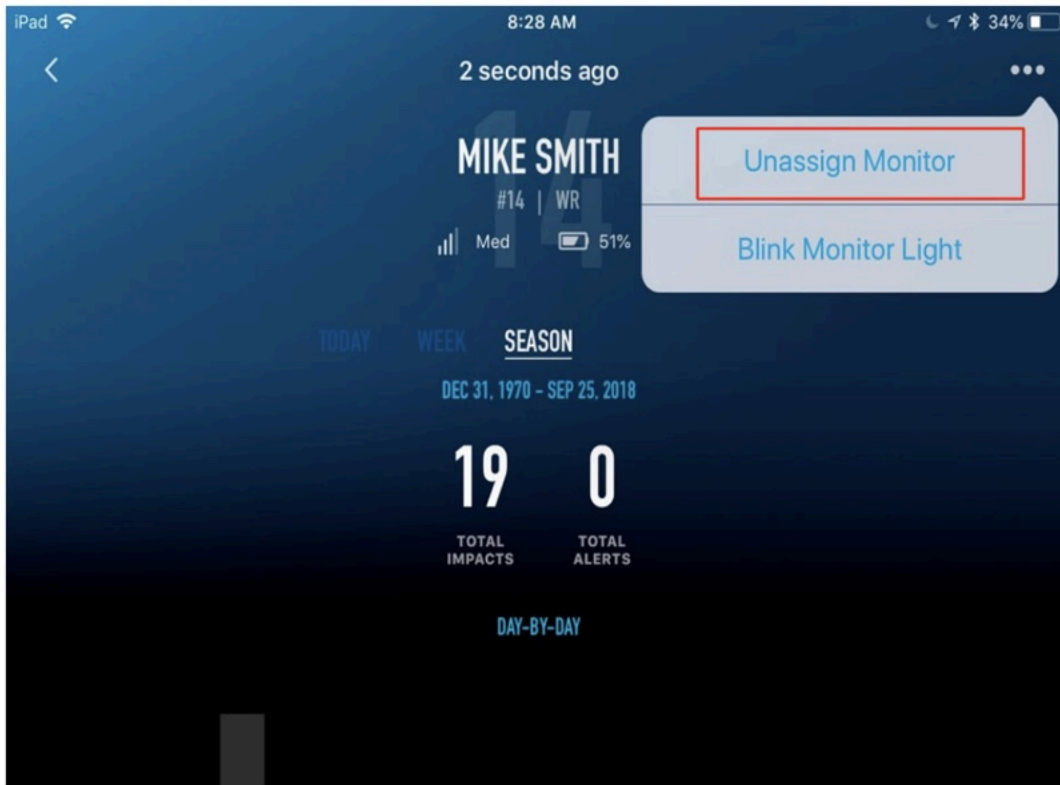 iPad 8:28 AM 34%
2 seconds ago
14
MIKE SMITH
#14 | WR
Med 51%
Unassign Monitor
Blink Monitor Light
TODAY WEEK SEASON
DEC 31, 1970 – SEP 25, 2018
19 0
TOTAL TOTAL
IMPACTS ALERTS
DAY-BY-DAY